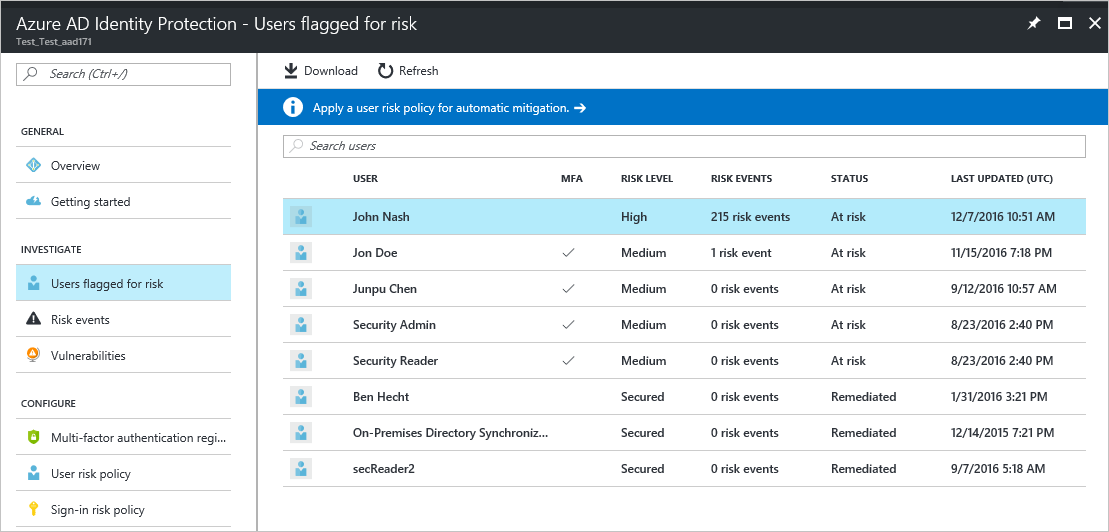 Azure AD Identity Protection - Users flagged for risk
Test_Test_aad171
Search (Ctrl+/)
GENERAL
Overview
Getting started
INVESTIGATE
Users flagged for risk
Risk events
Vulnerabilities
CONFIGURE
Multi-factor authentication regi...
User risk policy
Sign-in risk policy
Download Refresh
Apply a user risk policy for automatic mitigation.
Search users
USER MFA RISK LEVEL RISK EVENTS STATUS LAST UPDATED (UTC)
John Nash High 215 risk events At risk 12/7/2016 10:51 AM
Jon Doe Medium 1 risk event At risk 11/15/2016 7:18 PM
Junpu Chen Medium 0 risk events At risk 9/12/2016 10:57 AM
Security Admin Medium 0 risk events At risk 8/23/2016 2:40 PM
Security Reader Medium 0 risk events At risk 8/23/2016 2:40 PM
Ben Hecht Secured 0 risk events Remediated 1/31/2016 3:21 PM
On-Premises Directory Synchroniz... Secured 0 risk events Remediated 12/14/2015 7:21 PM
secReader2 Secured 0 risk events Remediated 9/7/2016 5:18 AM